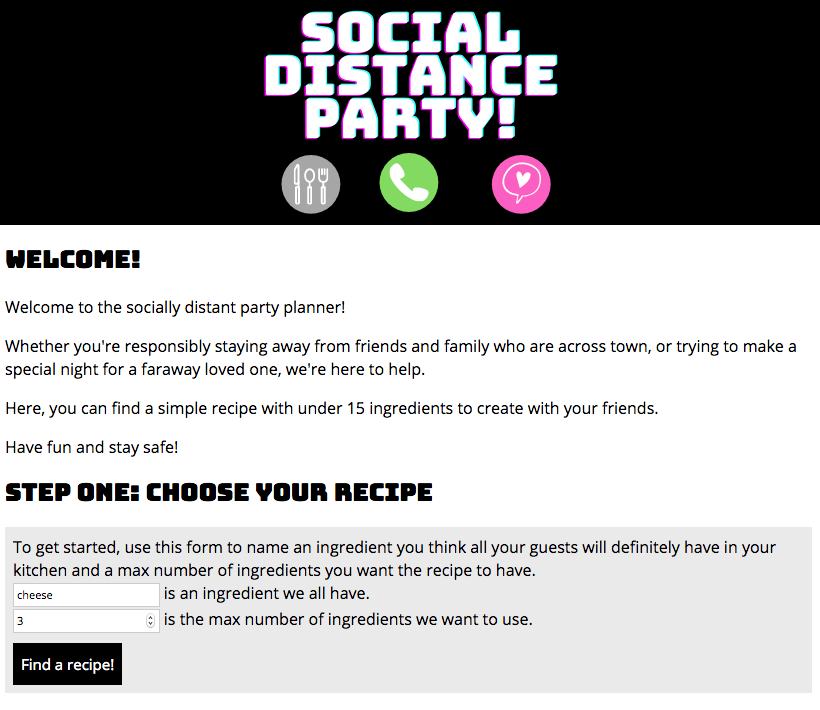 SOCIAL
DISTANCE
PARTY!
WELCOME!
Welcome to the socially distant party planner!
Whether you're responsibly staying away from friends and family who are across town, or trying to make a
special night for a faraway loved one, we're here to help.
Here, you can find a simple recipe with under 15 ingredients to create with your friends.
Have fun and stay safe!
STEP ONE: CHOOSE YOUR RECIPE
To get started, use this form to name an ingredient you think all your guests will definitely have in your
kitchen and a max number of ingredients you want the recipe to have.
cheese is an ingredient we all have.
3 is the max number of ingredients we want to use.
Find a recipe!